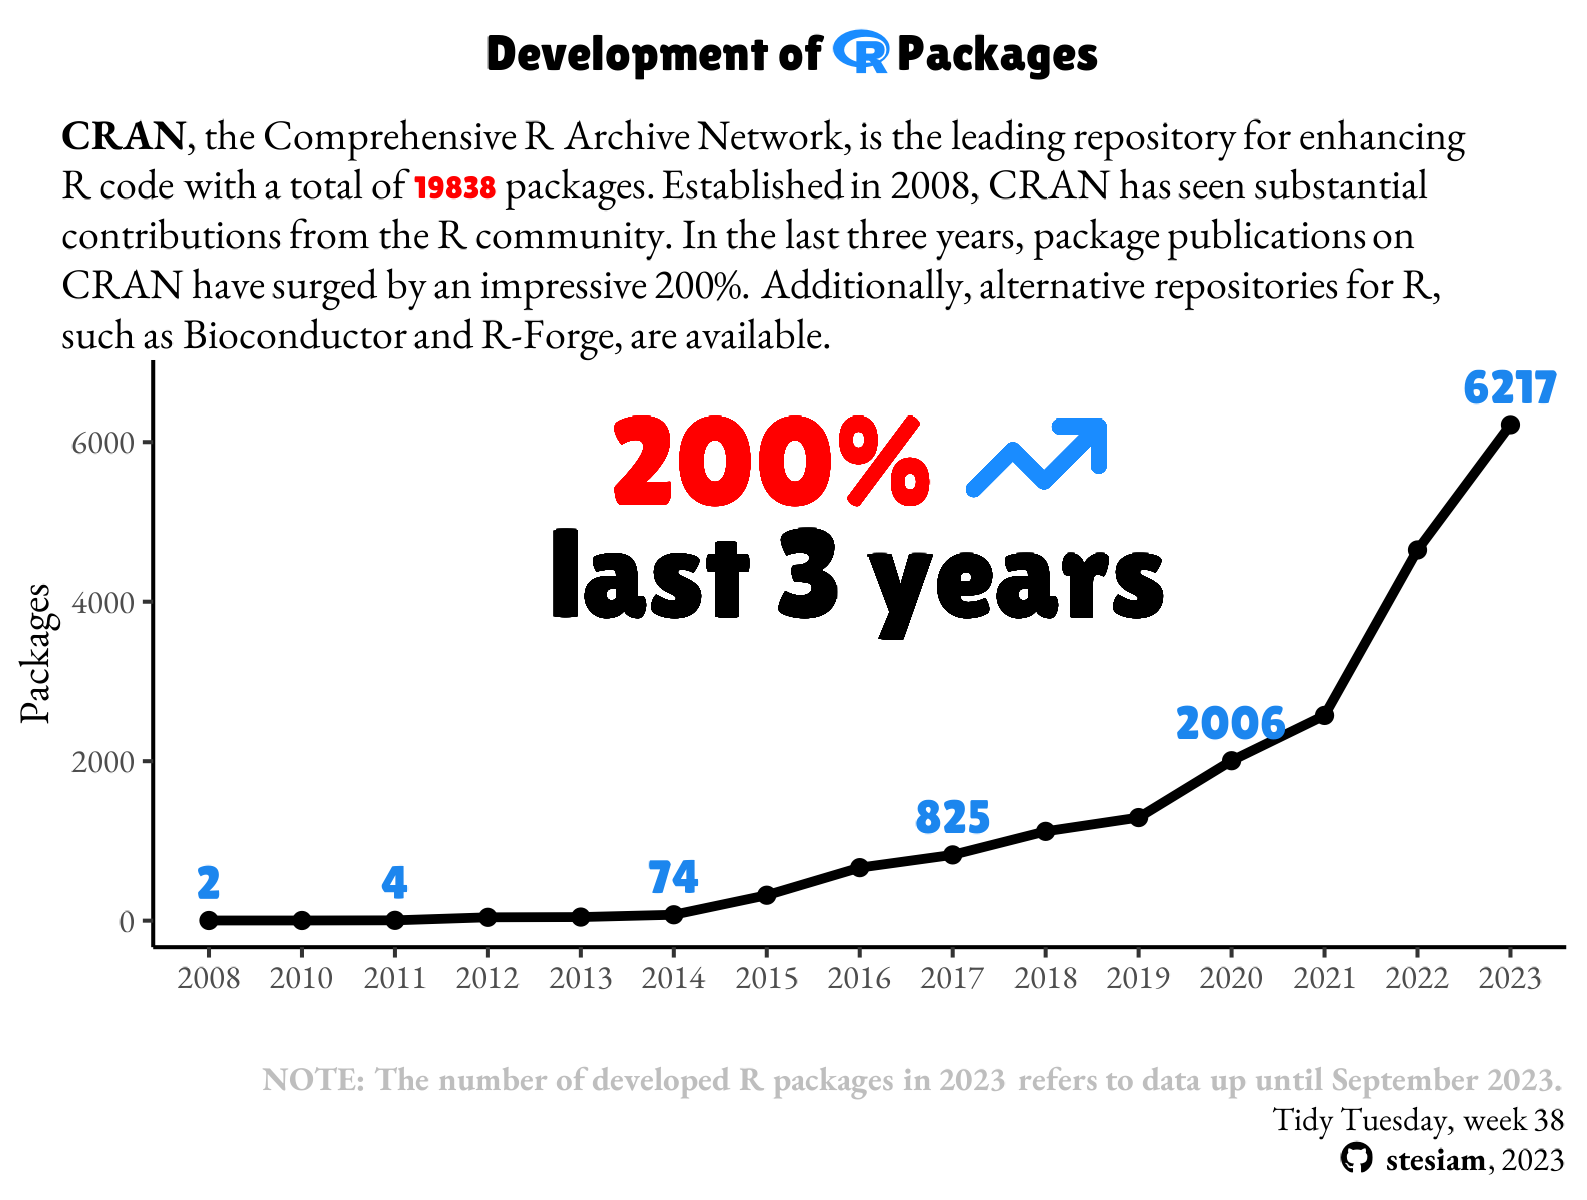 Development of R Packages
CRAN, the Comprehensive R Archive Network, is the leading repository for enhancing
R code with a total of 19838 packages. Established in 2008, CRAN has seen substantial
contributions from the R community. In the last three years, package publications on
CRAN have surged by an impressive 200%. Additionally, alternative repositories for R,
such as Bioconductor and R-Forge, are available.
6217
6000
200%
last 3 years
4000
Packages
2006
2000
825
74
2
4
0
2008 2010 2011 2012 2013 2014 2015 2016 2017 2018 2019 2020 2021 2022 2023
NOTE: The number of developed R packages in 2023 refers to data up until September 2023.
Tidy Tuesday, week 38
stesiam, 2023